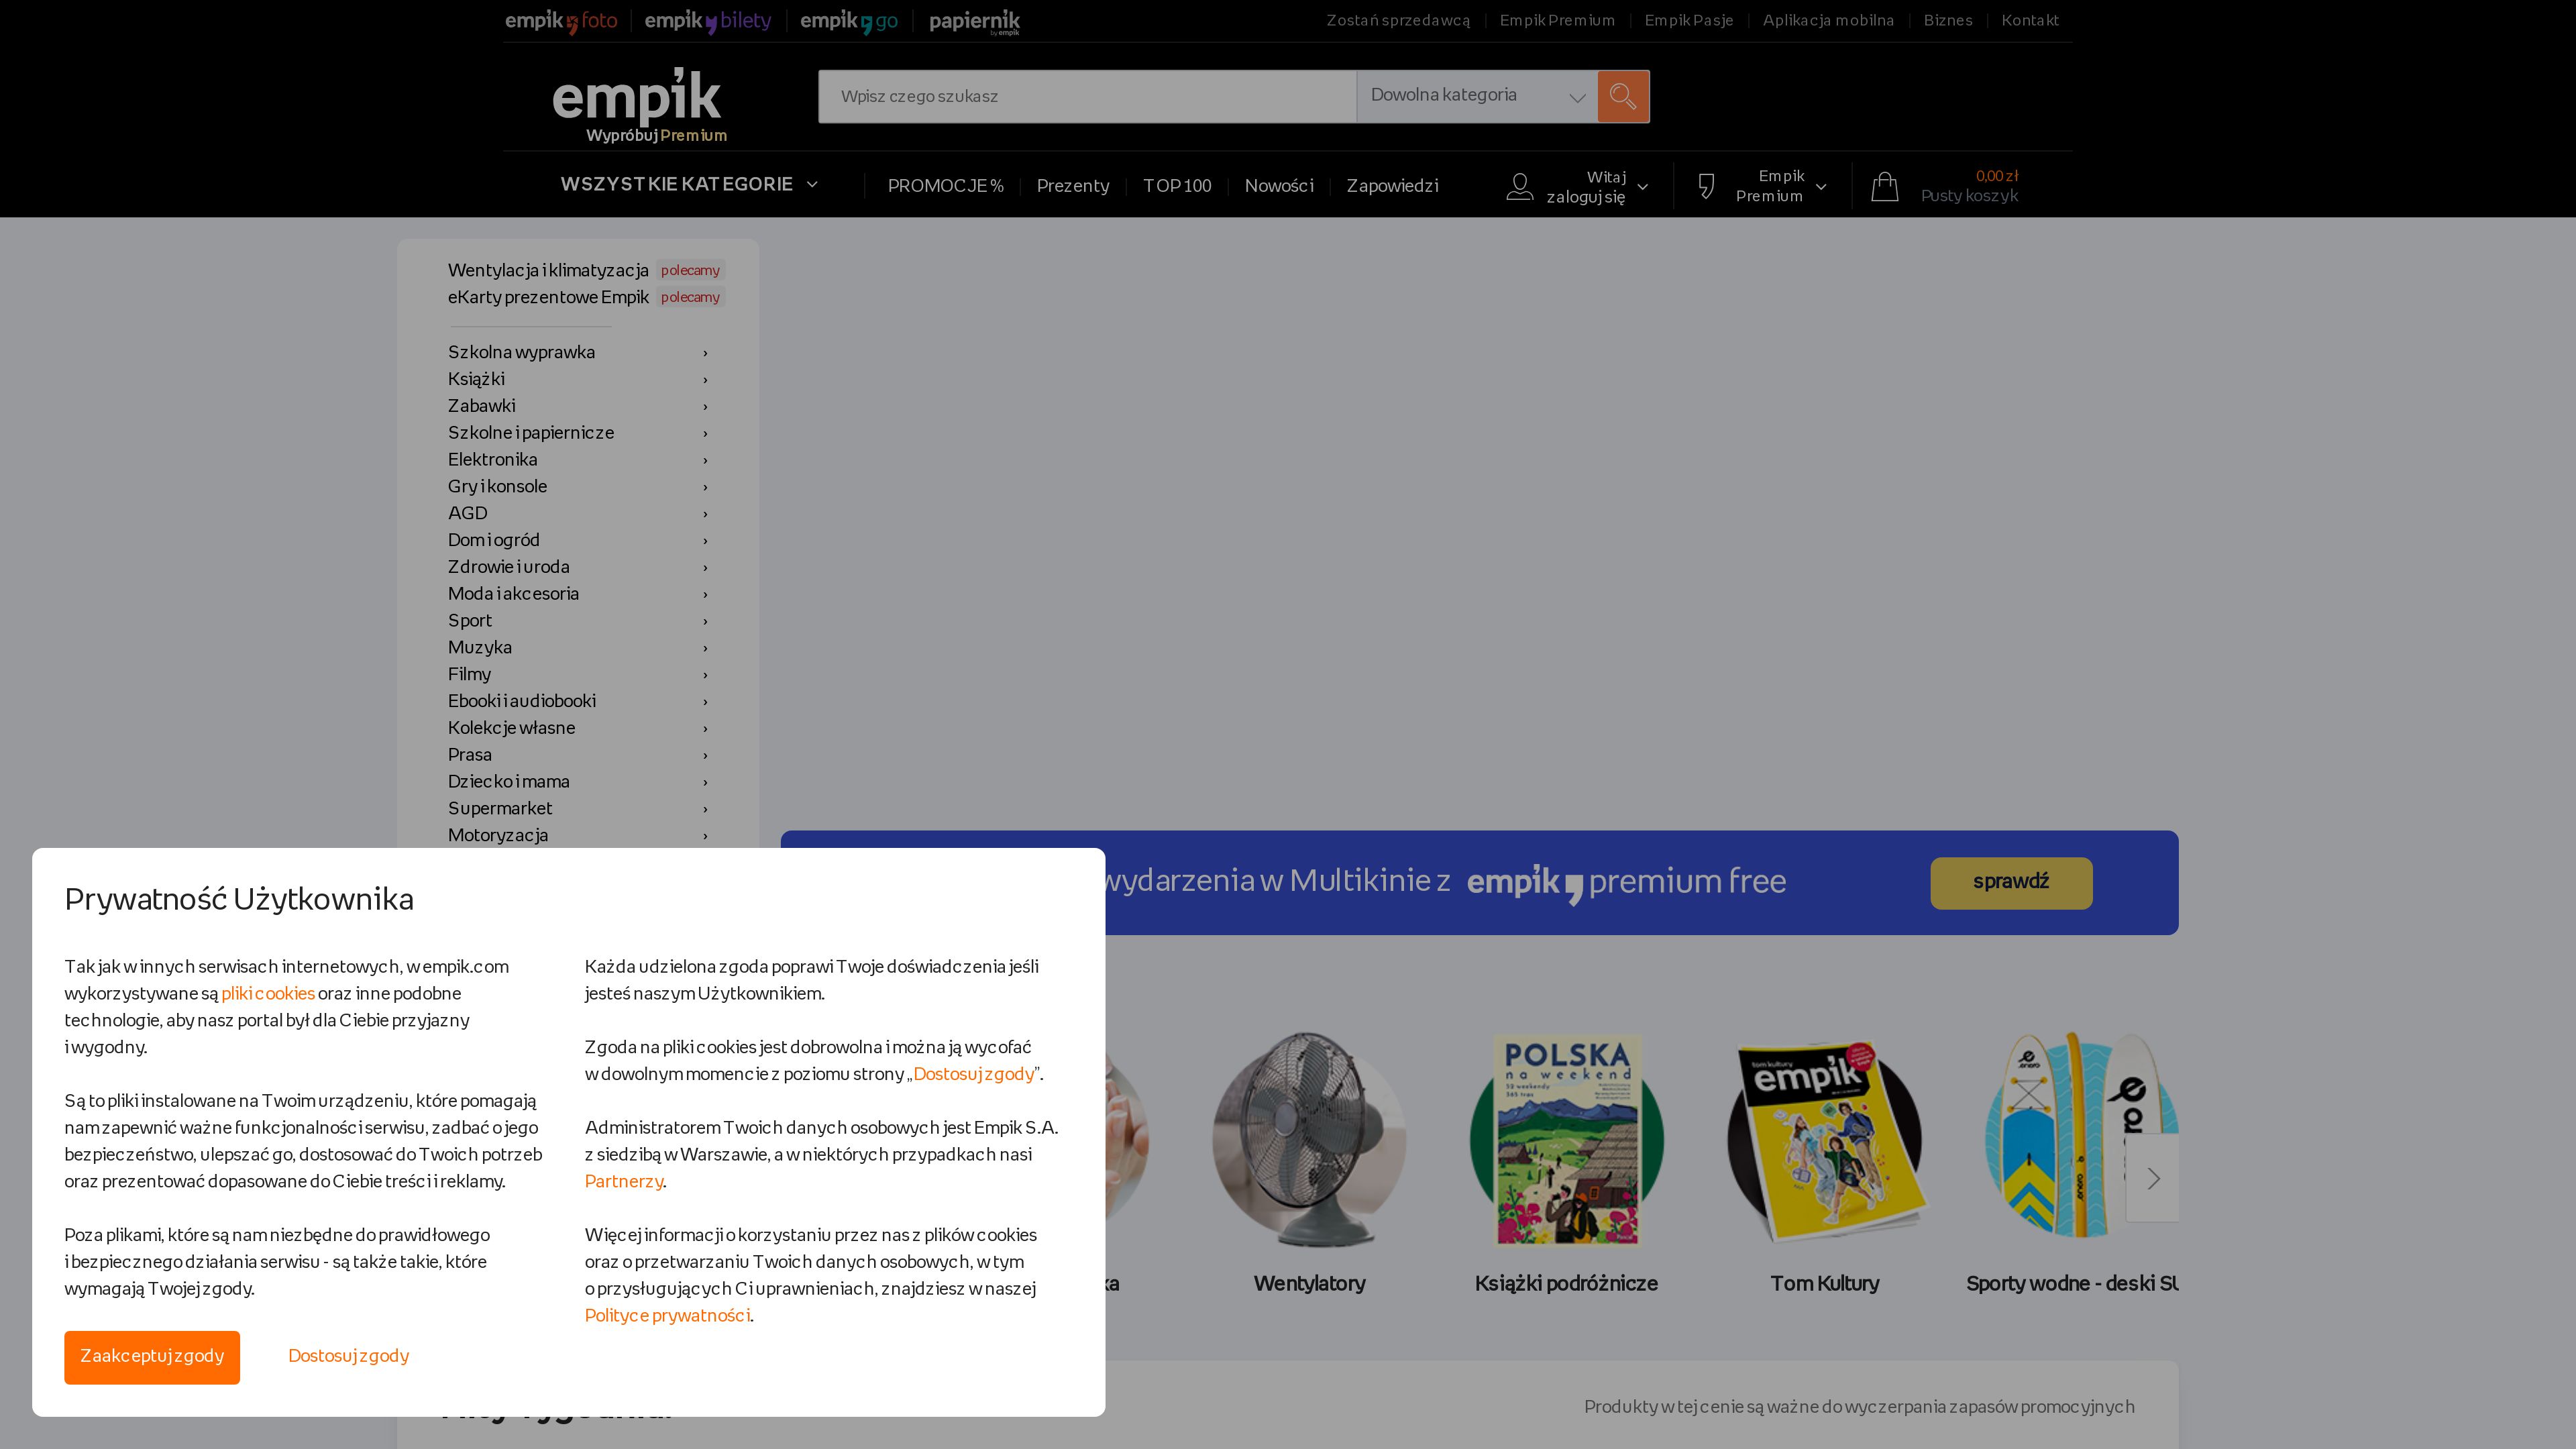 empik foto
empik bilety
empik go
papiernik
by empik
Zostań sprzedawcą
Empik Premium
Empik Pasje
Aplikacja mobilna
Biznes
Kontakt
empik
Wypróbuj Premium
Wpisz czego szukasz
Dowolna kategoria
WSZYSTKIE KATEGORIE
PROMOCJE %
Prezenty
TOP 100
Nowości
Zapowiedzi
Witaj
zaloguj się
Empik
Premium
0,00 zł
Pusty koszyk
Wentylacja i klimatyzacja polecamy
eKarty prezentowe Empik polecamy
Szkolna wyprawka
Książki
Zabawki
Szkolne i papiernicze
Elektronika
Gry i konsole
AGD
Dom i ogród
Zdrowie i uroda
Moda i akcesoria
Sport
Muzyka
Filmy
Ebooki i audiobooki
Kolekcje własne
Prasa
Dziecko i mama
Supermarket
Motoryzacja
wydarzenia w Multikinie z empik premium free
sprawdź
Prywatność Użytkownika
Tak jak w innych serwisach internetowych, w empik.com
wykorzystywane są pliki cookies oraz inne podobne
technologie, aby nasz portal był dla Ciebie przyjazny
i wygodny.
Są to pliki instalowane na Twoim urządzeniu, które pomagają
nam zapewnić ważne funkcjonalności serwisu, zadbać o jego
bezpieczeństwo, ulepszać go, dostosować do Twoich potrzeb
oraz prezentować dopasowane do Ciebie treści i reklamy.
Poza plikami, które są nam niezbędne do prawidłowego
i bezpiecznego działania serwisu - są także takie, które
wymagają Twojej zgody.
Każda udzielona zgoda poprawi Twoje doświadczenia jeśli
jesteś naszym Użytkownikiem.
Zgoda na pliki cookies jest dobrowolna i można ją wycofać
w dowolnym momencie z poziomu strony „Dostosuj zgody”.
Administratorem Twoich danych osobowych jest Empik S.A.
z siedzibą w Warszawie, a w niektórych przypadkach nasi
Partnerzy.
Więcej informacji o korzystaniu przez nas z plików cookies
oraz o przetwarzaniu Twoich danych osobowych, w tym
o przysługujących Ci uprawnieniach, znajdziesz w naszej
Polityce prywatności.
Zaakceptuj zgody
Dostosuj zgody
POLSKA
na weekend
tom kultury
empik
enero
Wentylatory
Książki podróżnicze
Tom Kultury
Sporty wodne - deski SU
Produkty w tej cenie są ważne do wyczerpania zapasów promocyjnych